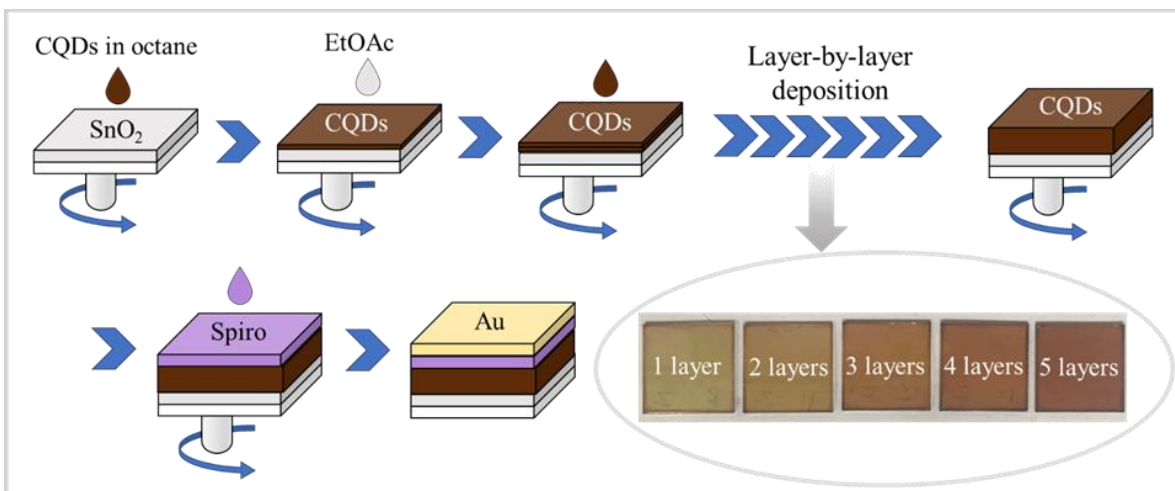 CQDs in octane
SnO₂
EtOAc
CQDs
CQDs
Layer-by-layer
deposition
CQDs
Spiro
Au
1 layer
2 layers
3 layers
4 layers
5 layers